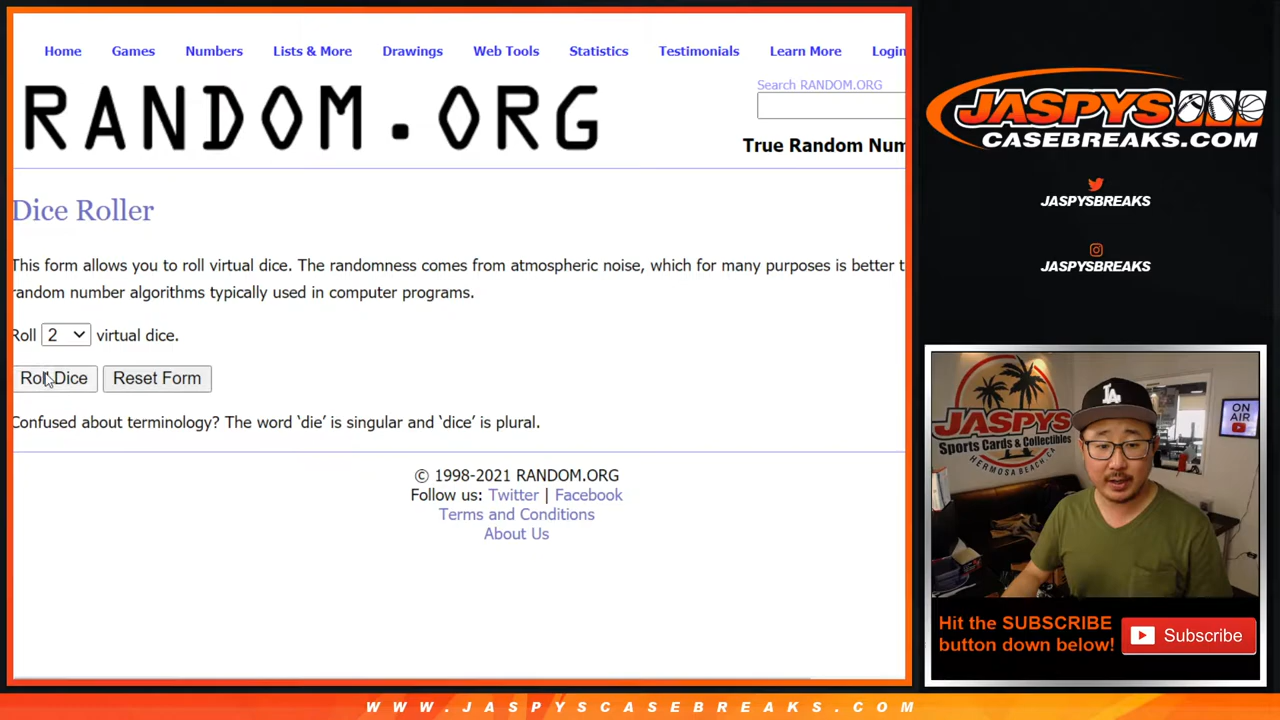 Home Games Numbers Lists & More Drawings Web Tools Statistics Testimonials Learn More Login
RANDOM.ORG
Search RANDOM.ORG
True Random Num
Dice Roller
This form allows you to roll virtual dice. The randomness comes from atmospheric noise, which for many purposes is better t
random number algorithms typically used in computer programs.
Roll 2 virtual dice.
Roll Dice Reset Form
Confused about terminology? The word ‘die’ is singular and ‘dice’ is plural.
© 1998-2021 RANDOM.ORG
Follow us: Twitter | Facebook
Terms and Conditions
About Us
JASPYS
CASEBREAKS.COM
JASPYSBREAKS
JASPYSBREAKS
JASPYS
Sports Cards & Collectibles
HERMOSA BEACH, CA
LA
ON
AIR
Hit the SUBSCRIBE
button down below!
Subscribe
WWW.JASPYSCASEBREAKS.COM